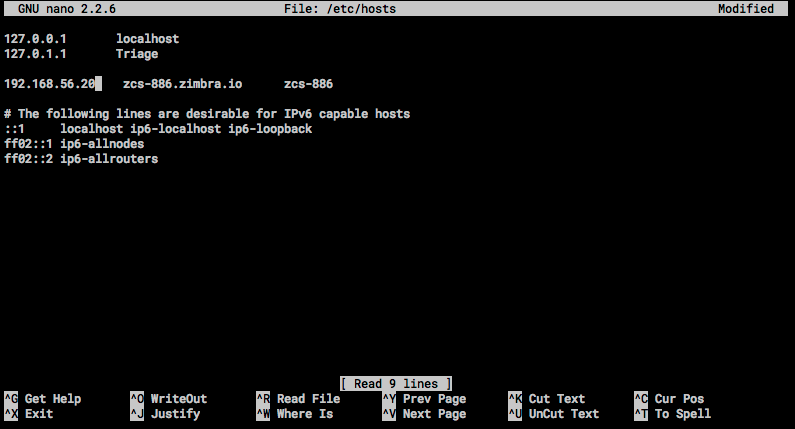 GNU nano 2.2.6 File: /etc/hosts Modified
127.0.0.1 localhost
127.0.1.1 Triage
192.168.56.20 zcs-886.zimbra.io zcs-886
# The following lines are desirable for IPv6 capable hosts
::1 localhost ip6-localhost ip6-loopback
ff02::1 ip6-allnodes
ff02::2 ip6-allrouters
[ Read 9 lines ]
^G Get Help ^O WriteOut ^R Read File ^Y Prev Page ^K Cut Text ^C Cur Pos
^X Exit ^J Justify ^W Where Is ^V Next Page ^U UnCut Text ^T To Spell